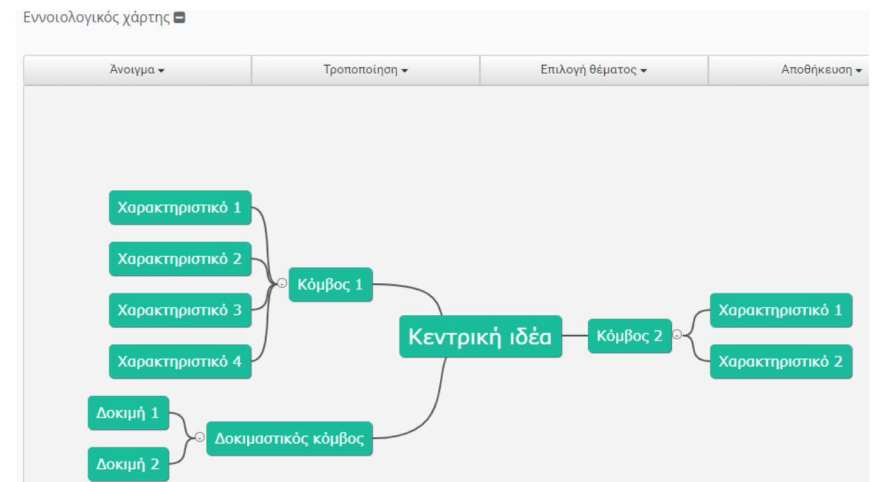 Εννοιολογικός χάρτης
Άνοιγμα Τροποποίηση Επιλογή θέματος Αποθήκευση
Χαρακτηριστικό 1
Χαρακτηριστικό 2
Χαρακτηριστικό 3
Χαρακτηριστικό 4
Κόμβος 1
Δοκιμή 1
Δοκιμή 2
Δοκιμαστικός κόμβος
Κεντρική ιδέα
Κόμβος 2
Χαρακτηριστικό 1
Χαρακτηριστικό 2